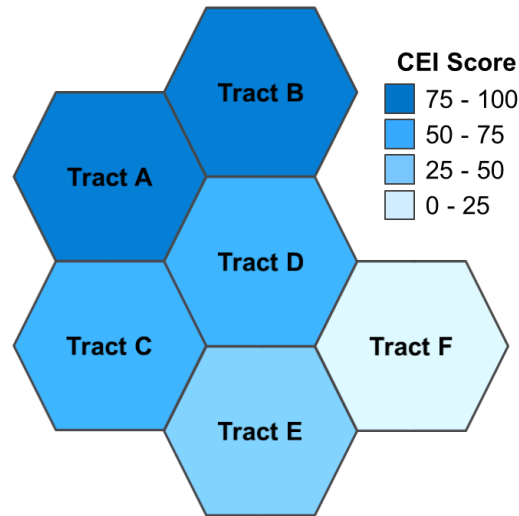 Tract B
CEI Score
75 - 100
50 - 75
25 - 50
0 - 25
Tract A
Tract D
Tract C
Tract F
Tract E